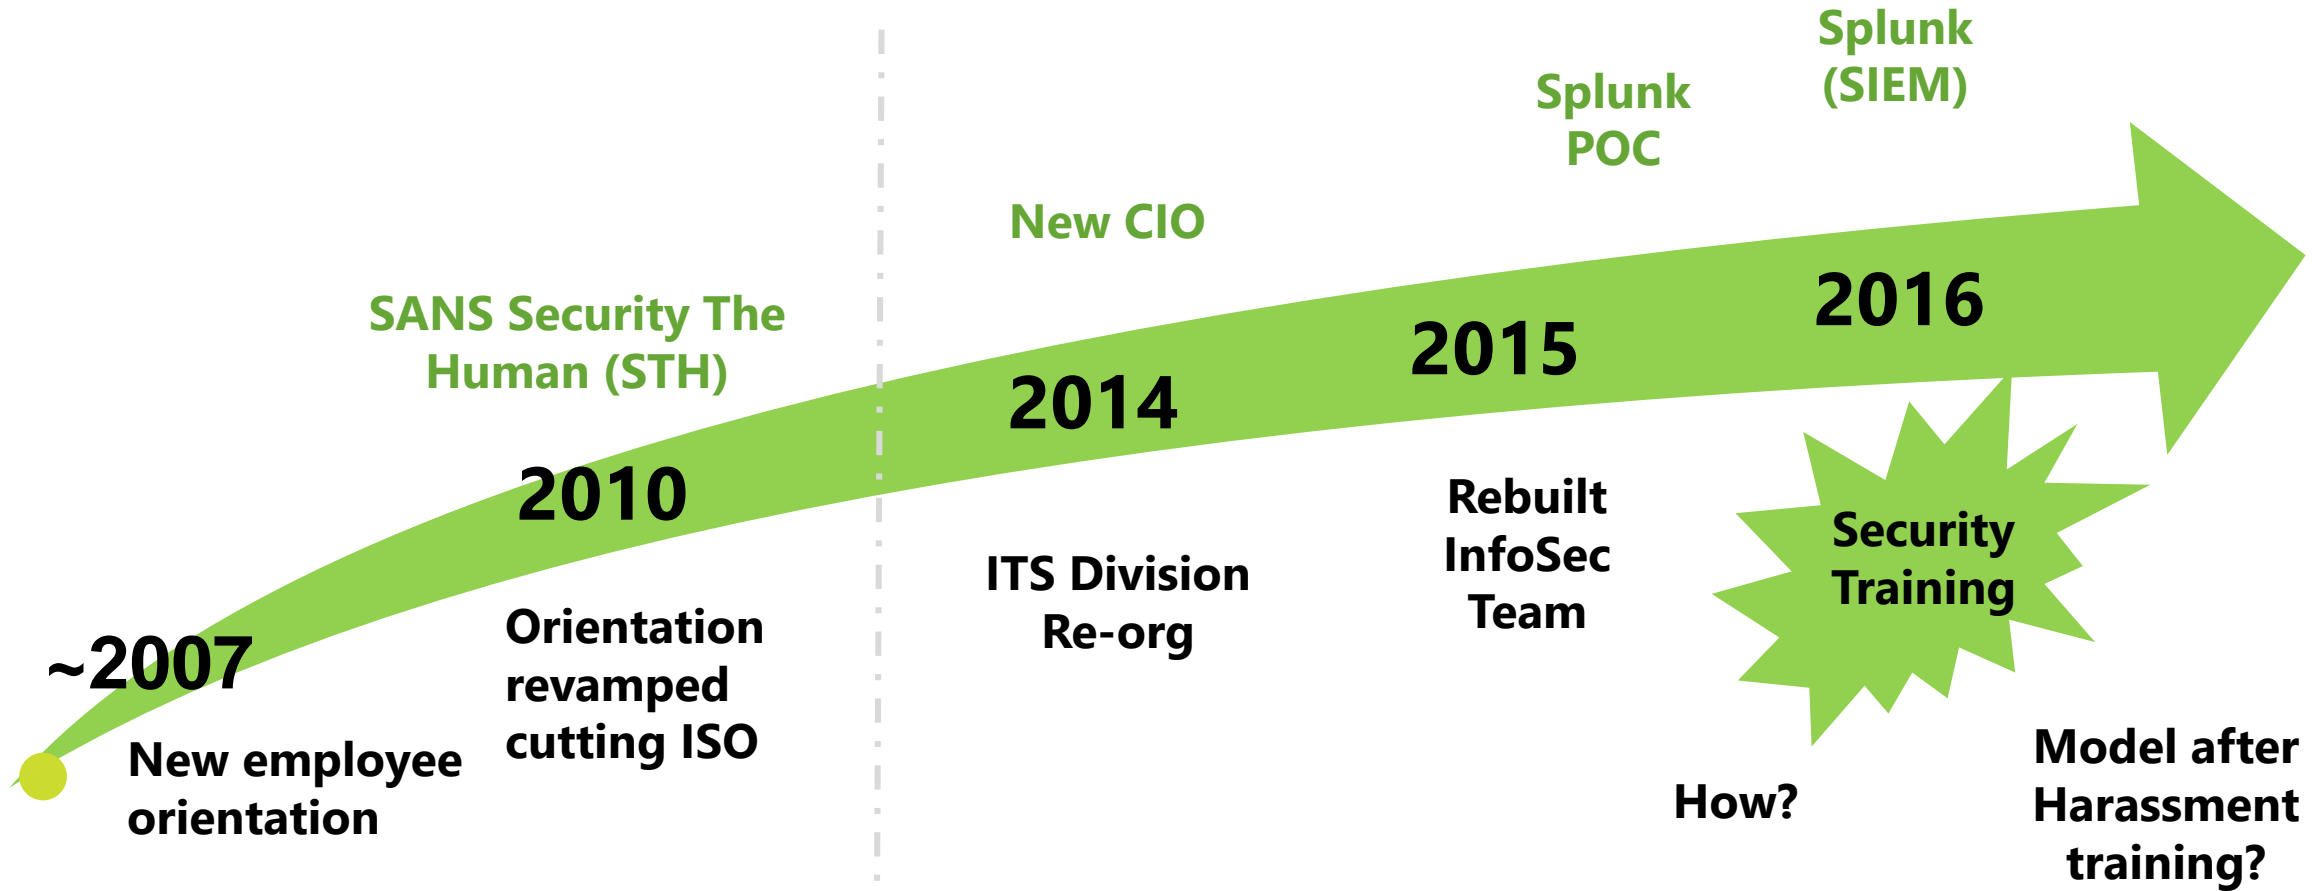 Splunk
(SIEM)
Splunk
POC
New CIO
SANS Security The
Human (STH)
2016
2015
2014
2010
~2007
Rebuilt
InfoSec
Team
Security
Training
ITS Division
Re-org
Orientation
revamped
cutting ISO
New employee
orientation
How?
Model after
Harassment
training?